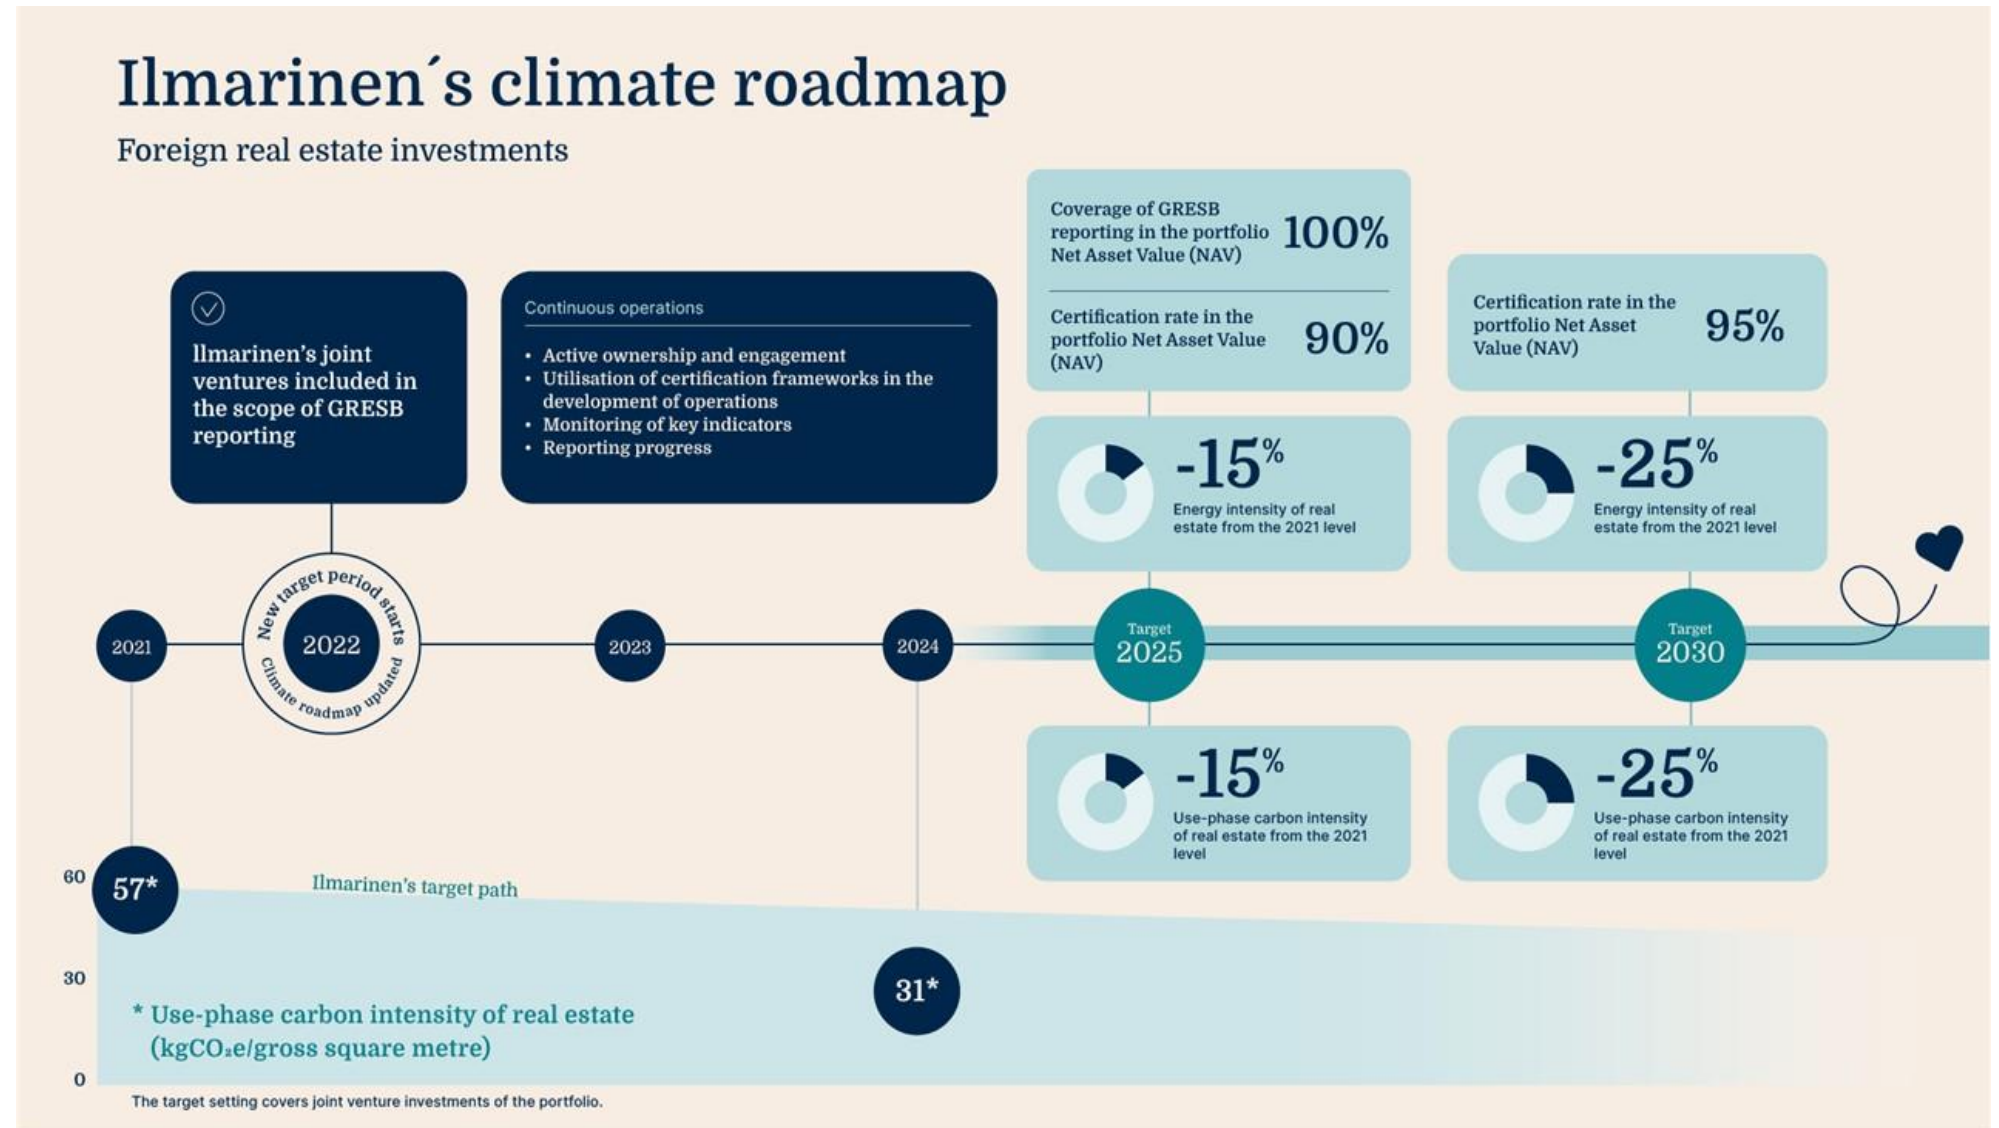 Ilmarinen´s climate roadmap
Foreign real estate investments
Ilmarinen's joint
ventures included in
the scope of GRESB
reporting
Continuous operations
• Active ownership and engagement
• Utilisation of certification frameworks in the
development of operations
• Monitoring of key indicators
• Reporting progress
Coverage of GRESB
reporting in the portfolio
Net Asset Value (NAV)
100%
Certification rate in the
portfolio Net Asset Value
(NAV)
90%
Certification rate in the
portfolio Net Asset
Value (NAV)
95%
-15%
Energy intensity of real
estate from the 2021 level
-25%
Energy intensity of real
estate from the 2021 level
2021
New target period starts
2022
Climate roadmap updated
2023
2024
Target
2025
Target
2030
-15%
Use-phase carbon intensity
of real estate from the 2021
level
-25%
Use-phase carbon intensity
of real estate from the 2021
level
60
57*
Ilmarinen's target path
30
31*
* Use-phase carbon intensity of real estate
(kgCO₂e/gross square metre)
0
The target setting covers joint venture investments of the portfolio.